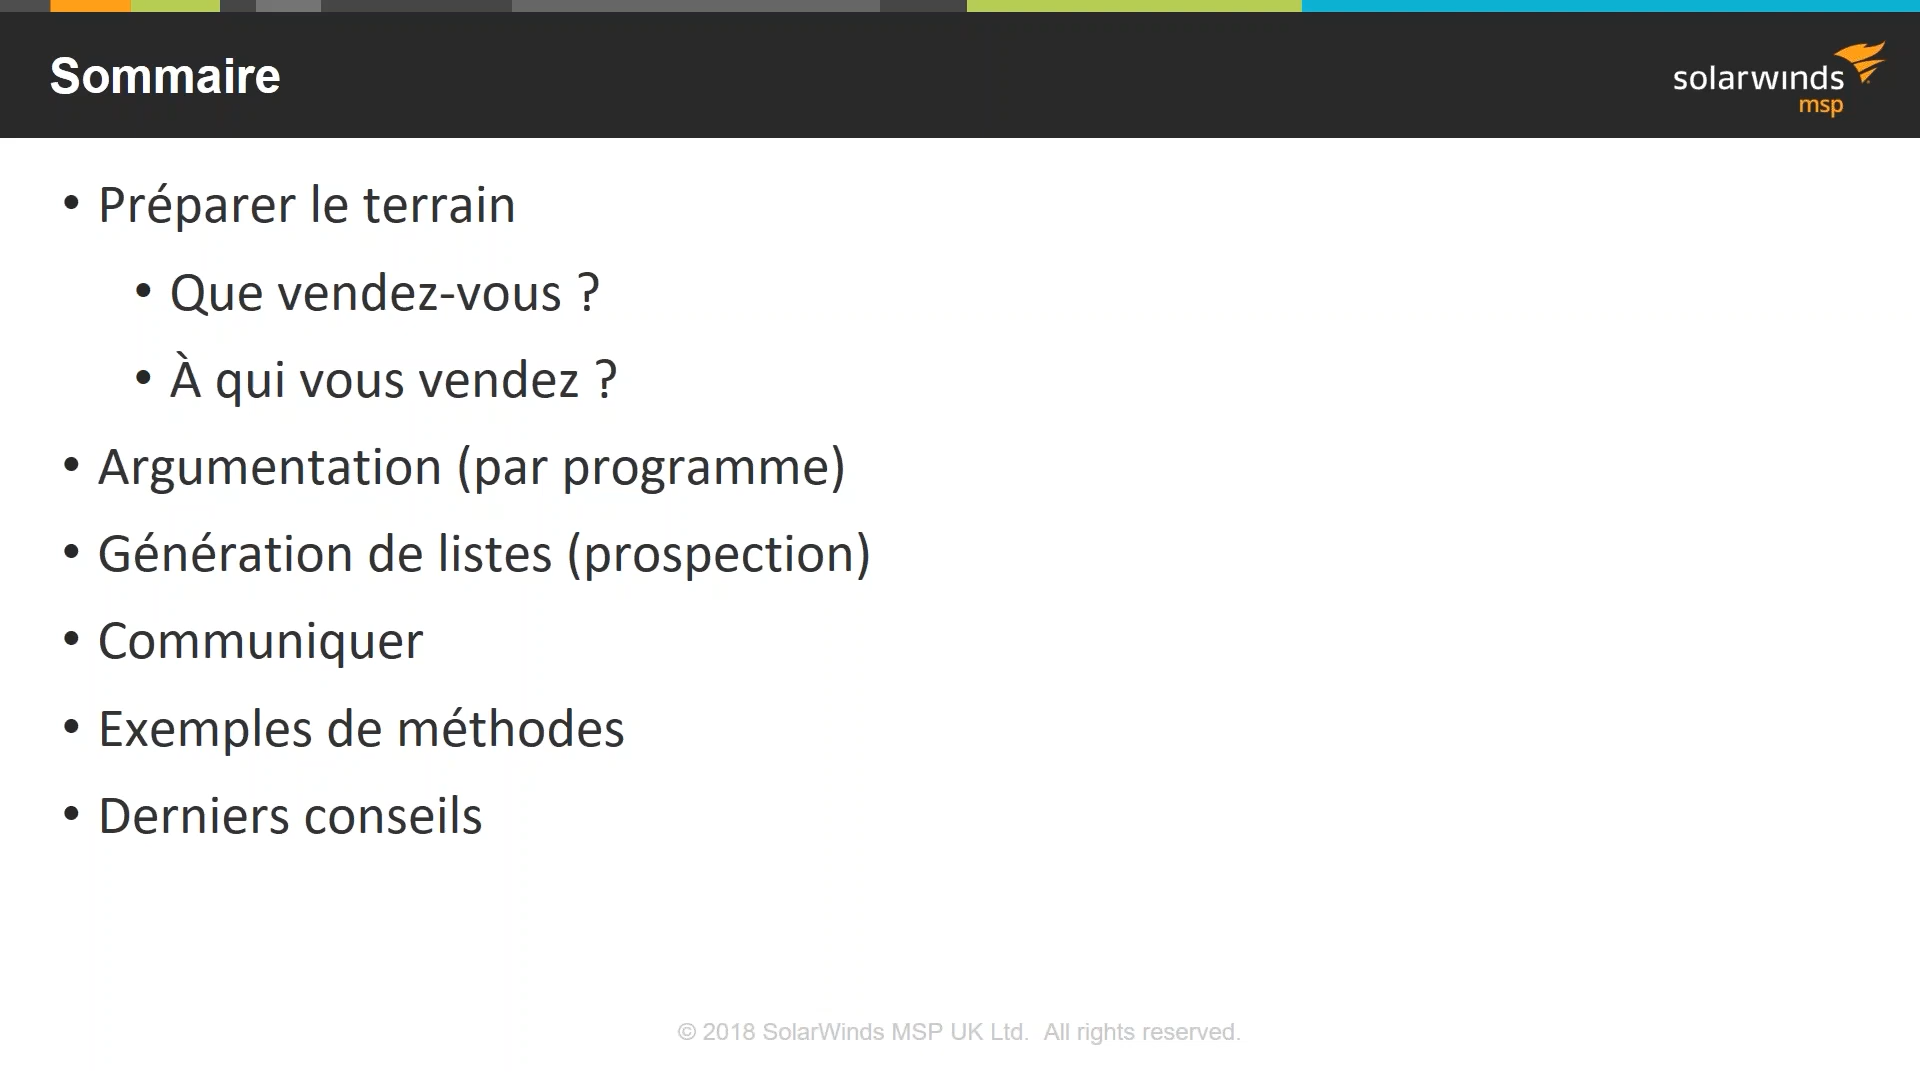 Sommaire
solarwinds
msp
• Préparer le terrain
• Que vendez-vous ?
• À qui vous vendez ?
• Argumentation (par programme)
• Génération de listes (prospection)
• Communiquer
• Exemples de méthodes
• Derniers conseils
© 2018 SolarWinds MSP UK Ltd. All rights reserved.